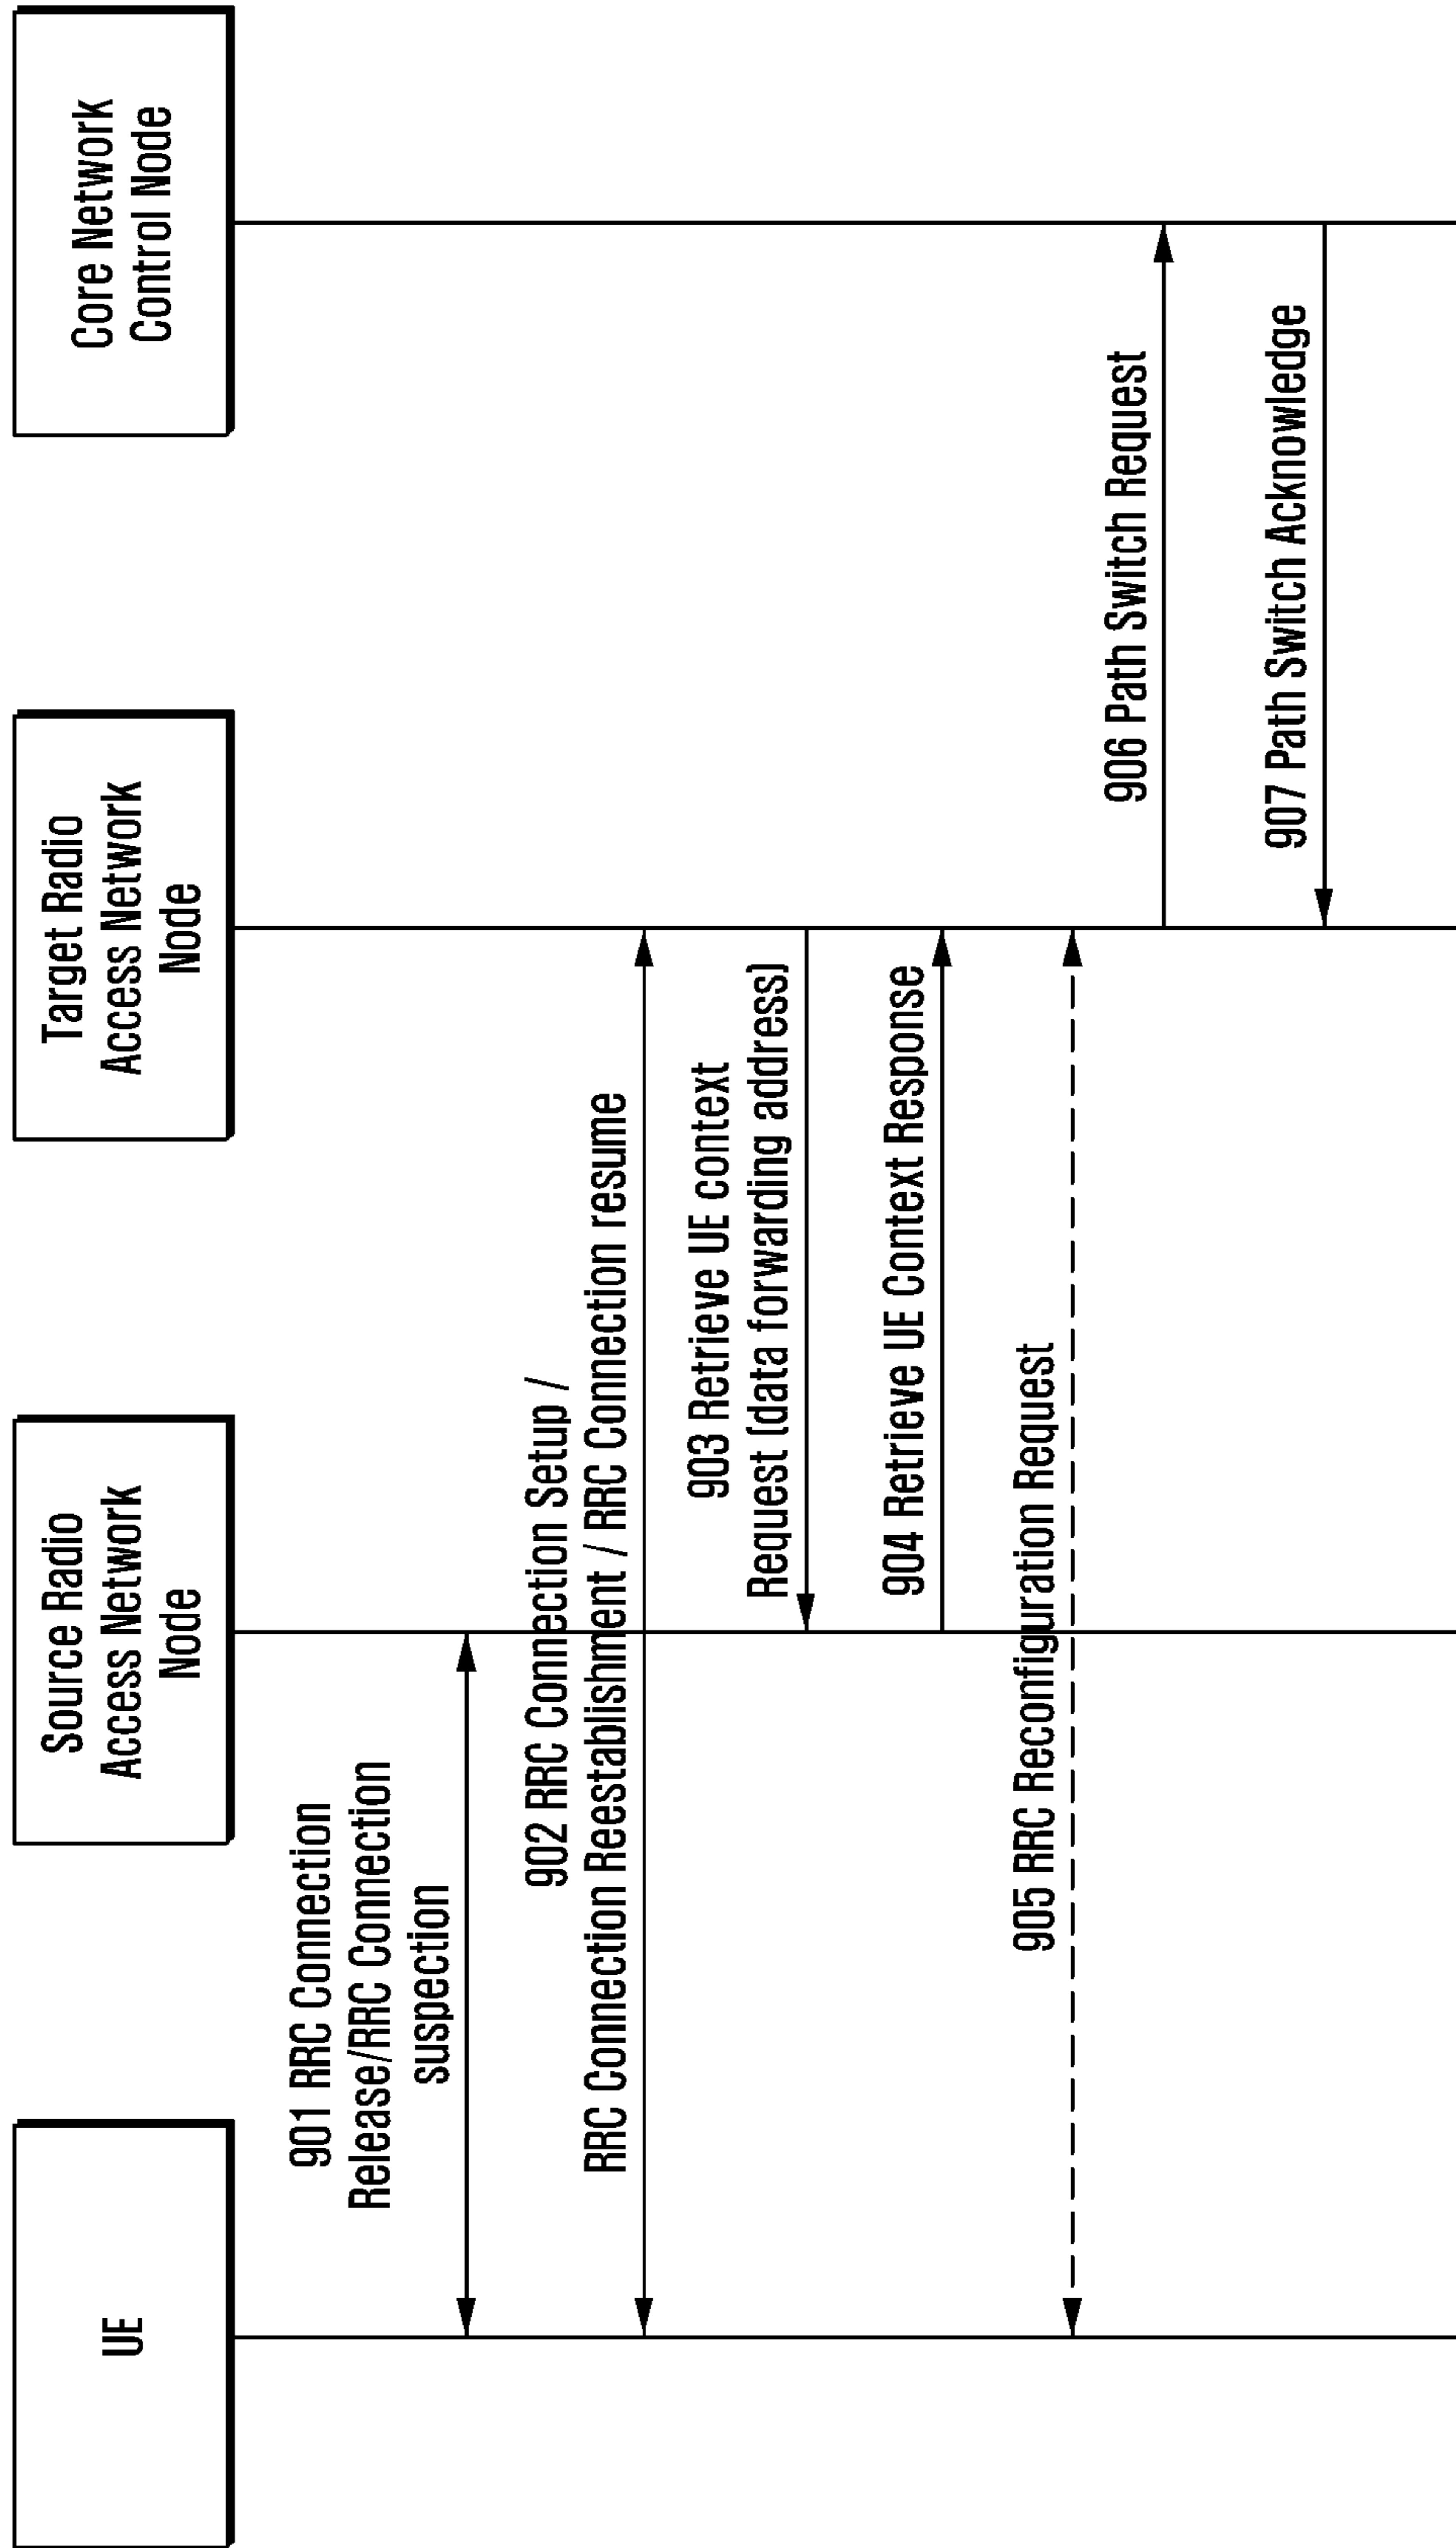 UE
Source Radio
Access Network
Node
Target Radio
Access Network
Node
Core Network
Control Node
901 RRC Connection
Release/RRC Connection
suspection
902 RRC Connection Setup /
RRC Connection Reestablishment / RRC Connection resume
903 Retrieve UE context
Request (data forwarding address)
904 Retrieve UE Context Response
905 RRC Reconfiguration Request
906 Path Switch Request
907 Path Switch Acknowledge